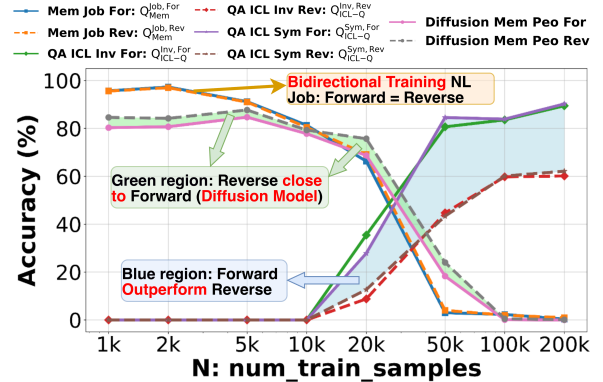 Mem Job For: Q^{Job,For}_{Mem}
Mem Job Rev: Q^{Job,Rev}_{Mem}
QA ICL Inv For: Q^{Inv,For}_{ICL−Q}
QA ICL Inv Rev: Q^{Inv,Rev}_{ICL−Q}
QA ICL Sym For: Q^{Sym,For}_{ICL−Q}
QA ICL Sym Rev: Q^{Sym,Rev}_{ICL−Q}
Diffusion Mem Peo For
Diffusion Mem Peo Rev
Bidirectional Training NL
Job: Forward = Reverse
Green region: Reverse close
to Forward (Diffusion Model)
Blue region: Forward
Outperform Reverse
Accuracy (%)
100
80
60
40
20
0
1k 2k 5k 10k 20k 50k 100k 200k
N: num_train_samples